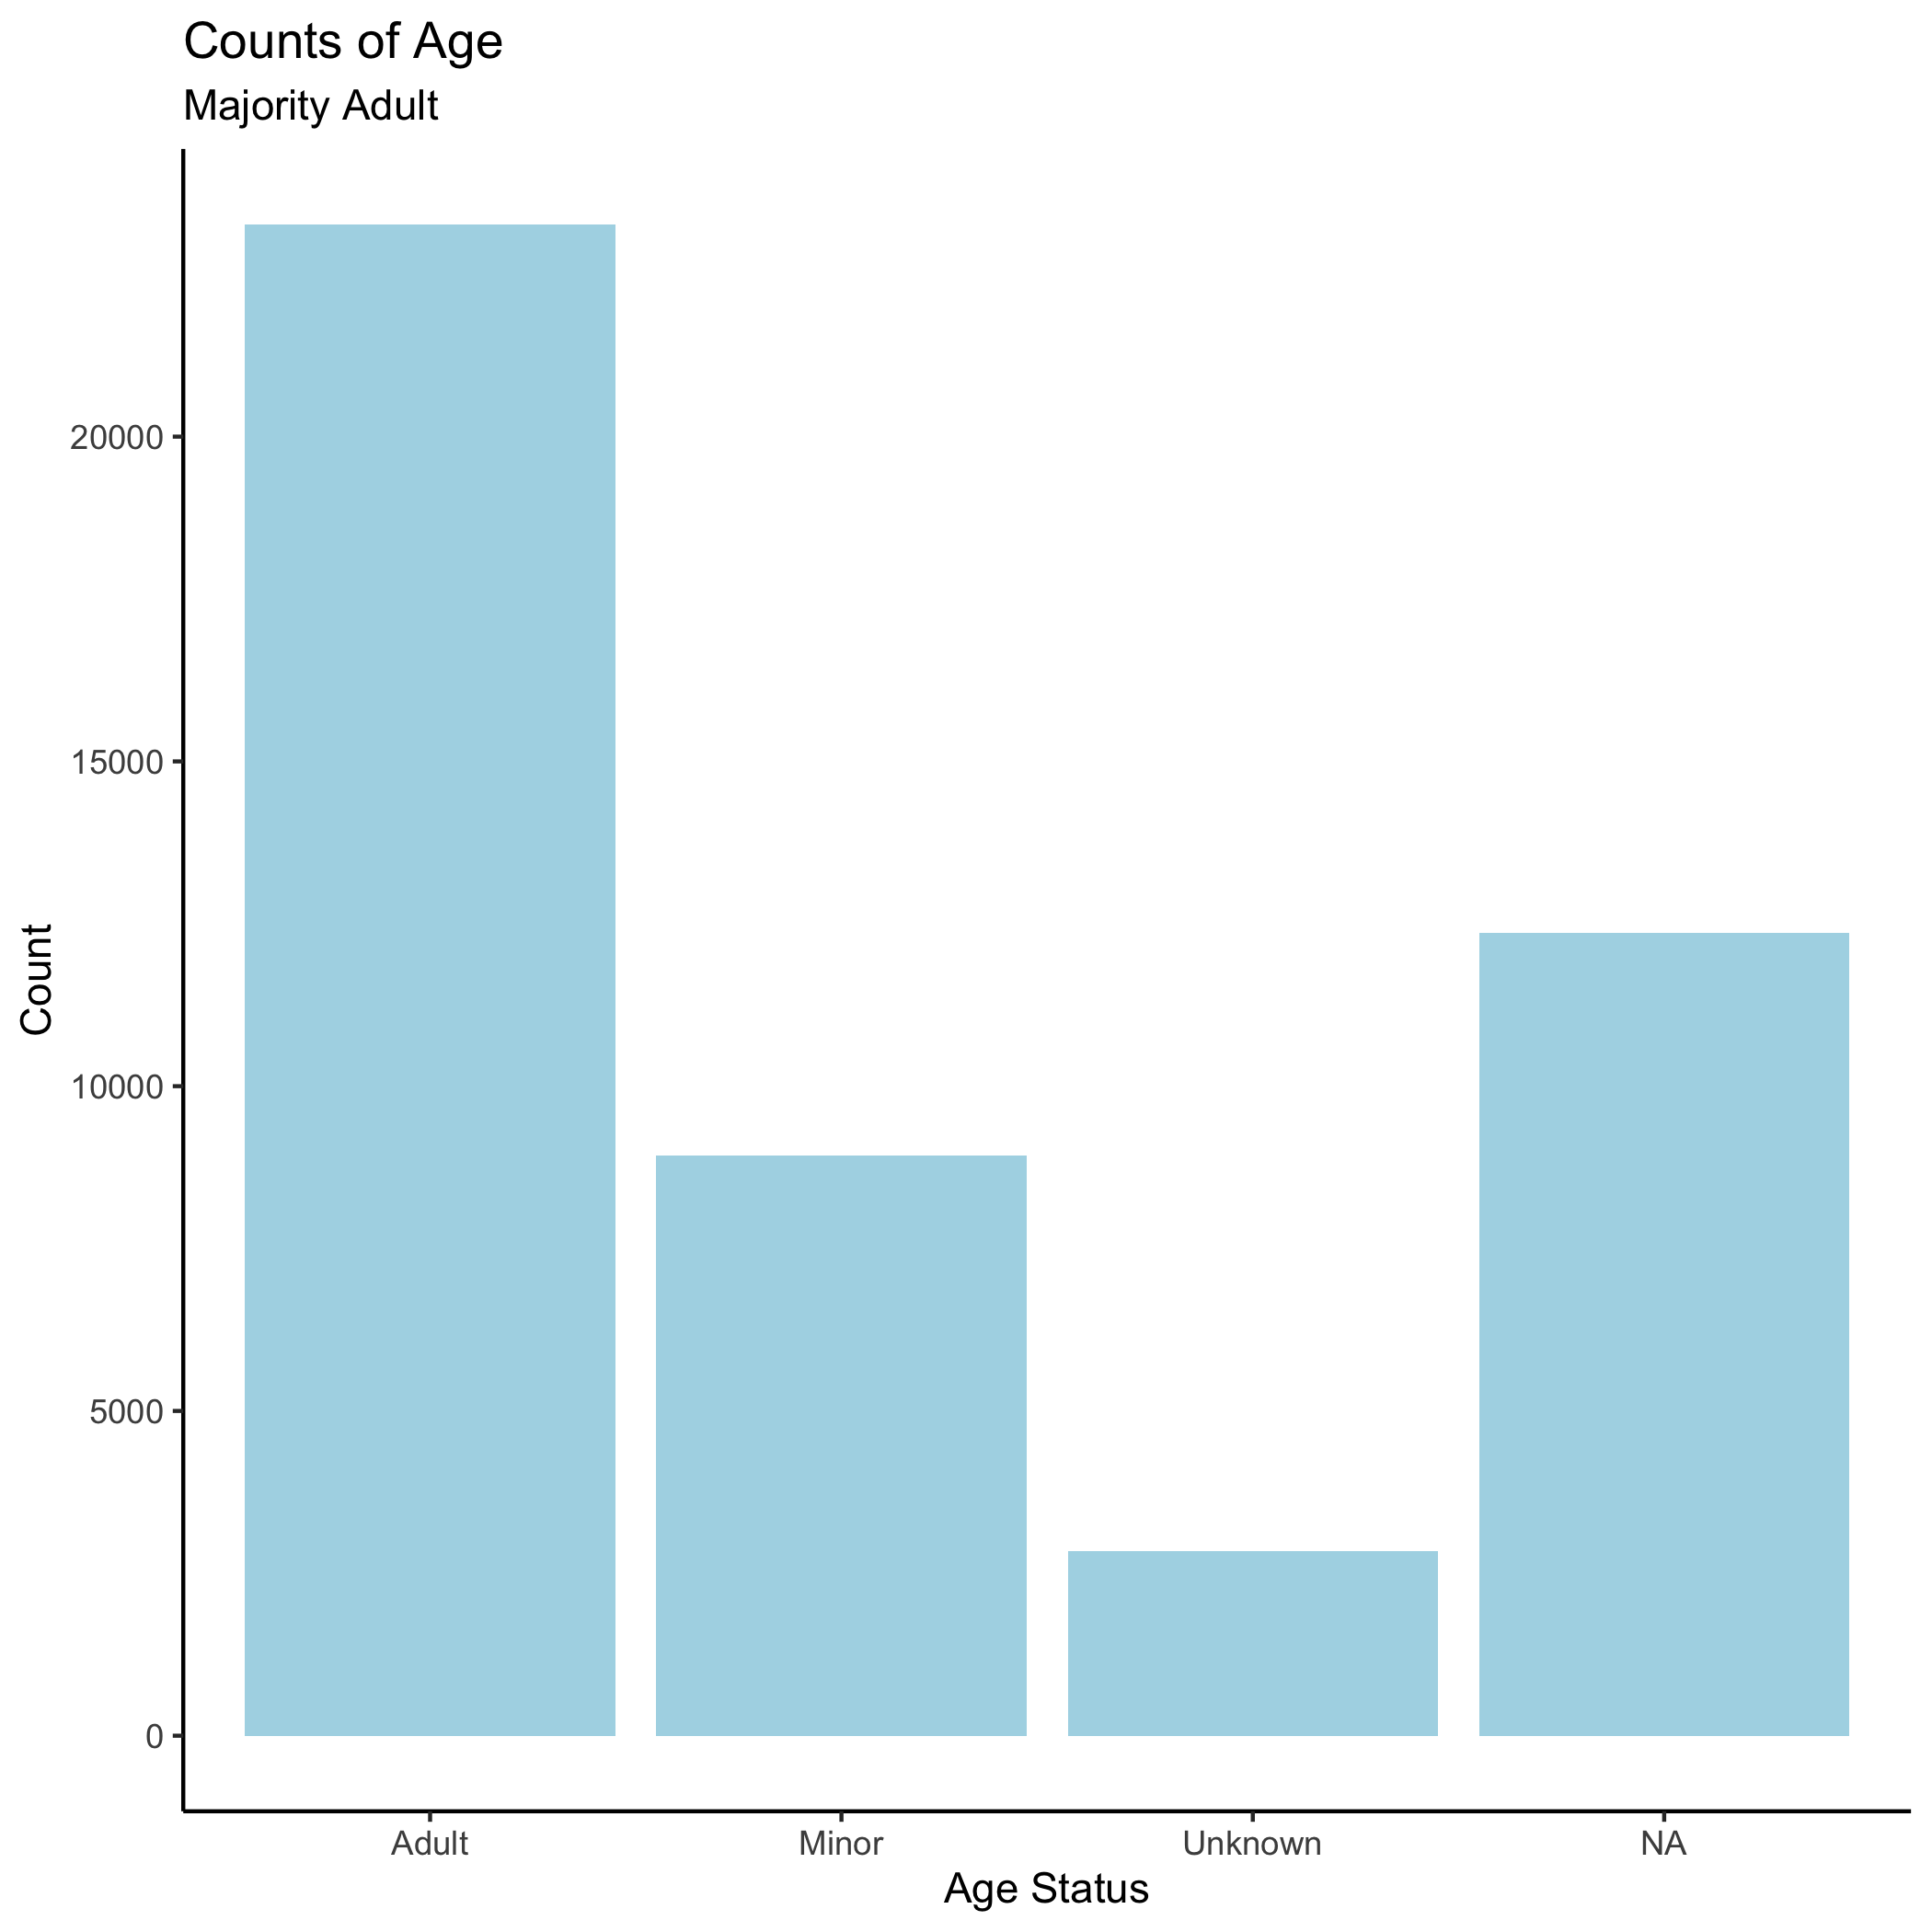 Counts of Age
Majority Adult
Count
20000
15000
10000
5000
0
Adult
Minor
Unknown
NA
Age Status